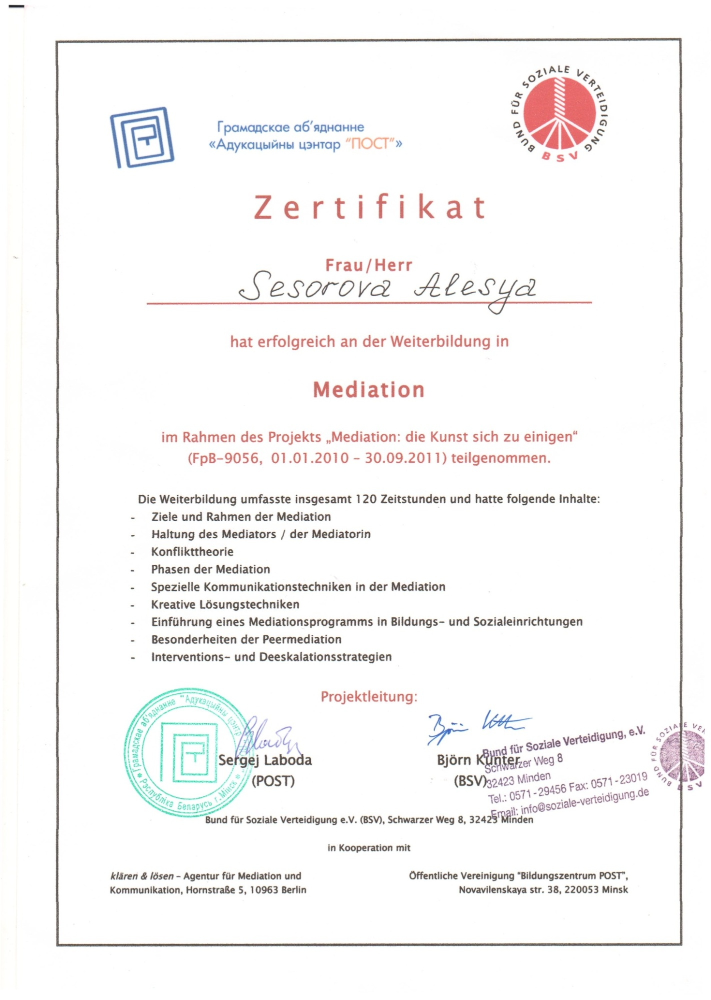 BUND FÜR SOZIALE VERTEIDIGUNG
BSV
Грамадскае аб’яднанне
«Адукацыйны цэнтар “ПОСТ”»
Zertifikat
Frau/Herr
Sesorova Alesya
hat erfolgreich an der Weiterbildung in
Mediation
im Rahmen des Projekts „Mediation: die Kunst sich zu einigen“
(FpB-9056, 01.01.2010 – 30.09.2011) teilgenommen.
Die Weiterbildung umfasste insgesamt 120 Zeitstunden und hatte folgende Inhalte:
- Ziele und Rahmen der Mediation
- Haltung des Mediators / der Mediatorin
- Konflikttheorie
- Phasen der Mediation
- Spezielle Kommunikationstechniken in der Mediation
- Kreative Lösungstechniken
- Einführung eines Mediationsprogramms in Bildungs- und Sozialeinrichtungen
- Besonderheiten der Peermediation
- Interventions- und Deeskalationsstrategien
Projektleitung:
Грамадскае аб'яднанне "Адукацыйны цэнтр
Рэспубліка Беларусь г. Мінск
Sergej Laboda
(POST)
Björn Kunter
(BSV)
Bund für Soziale Verteidigung, e.V.
Schwarzer Weg 8
32423 Minden
Tel.: 0571-29456 Fax: 0571-23019
Email: info@soziale-verteidigung.de
BUND FÜR SOZIALE VER
BSV
Bund für Soziale Verteidigung e.V. (BSV), Schwarzer Weg 8, 32423 Minden
in Kooperation mit
klären & lösen – Agentur für Mediation und
Kommunikation, Hornstraße 5, 10963 Berlin
Öffentliche Vereinigung "Bildungszentrum POST",
Novavilenskaya str. 38, 220053 Minsk